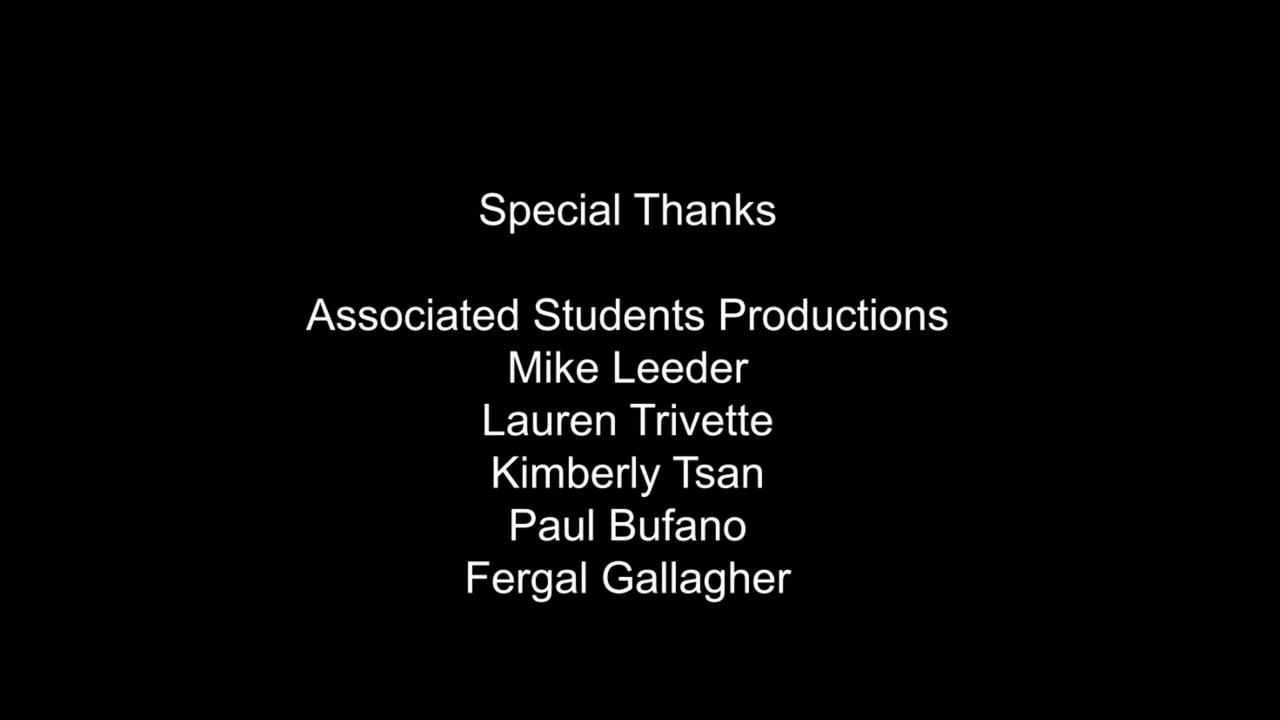 Special Thanks
Associated Students Productions
Mike Leeder
Lauren Trivette
Kimberly Tsan
Paul Bufano
Fergal Gallagher